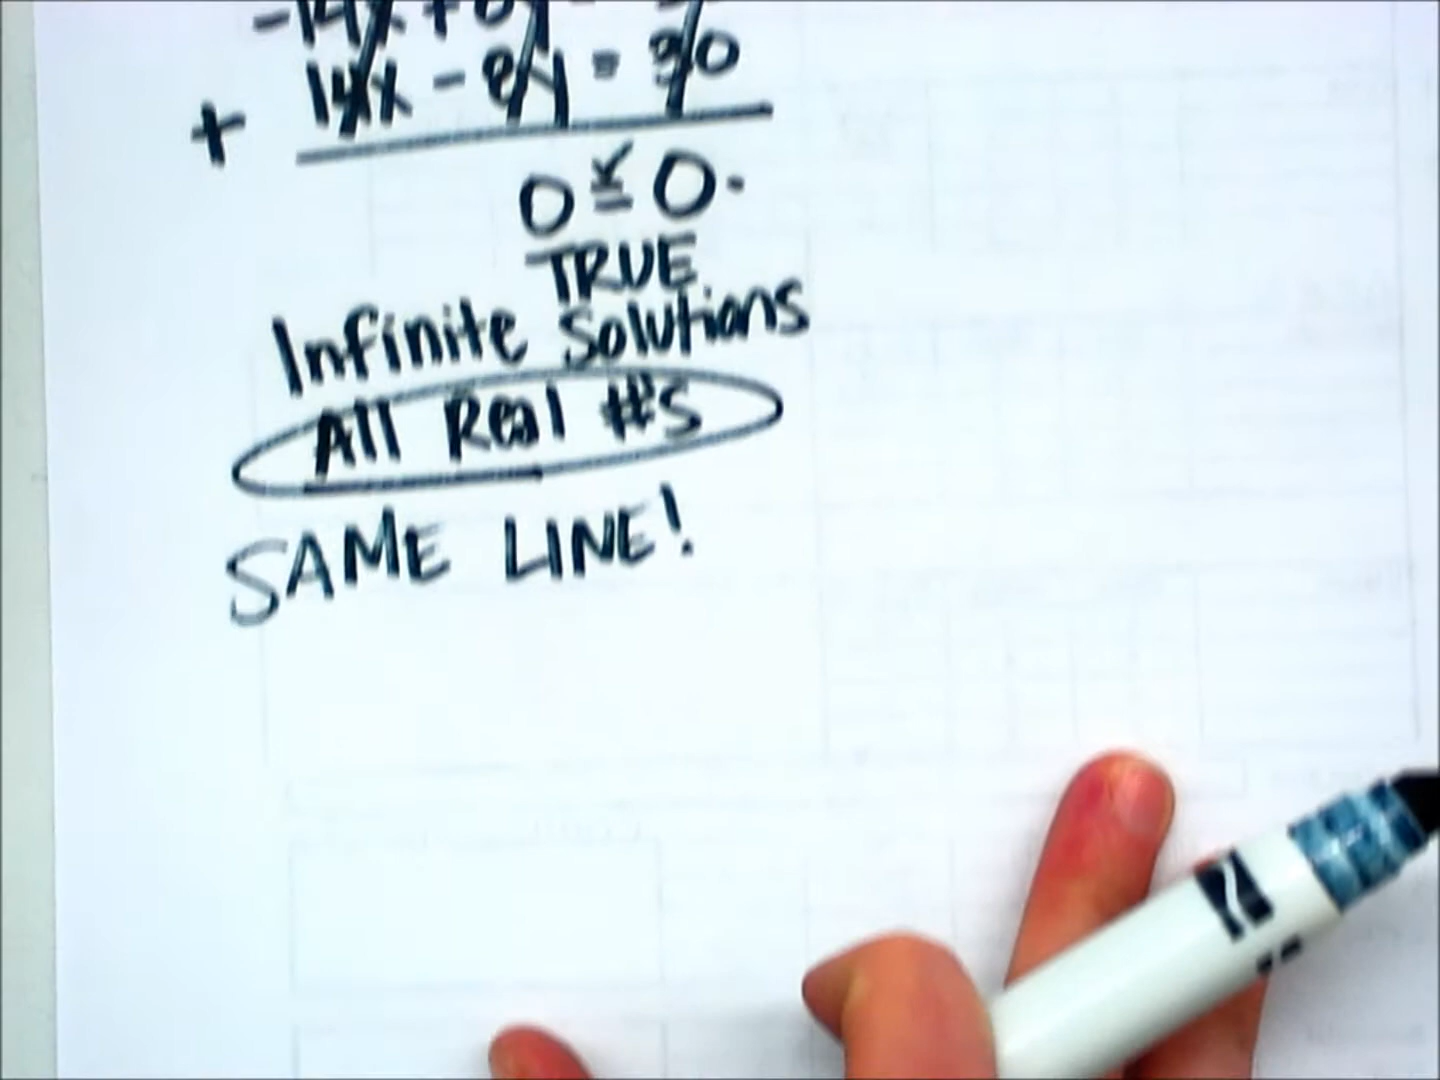 14x - 8y = 30
+
0 = 0.
TRUE
Infinite Solutions
All Real #'s
SAME LINE!